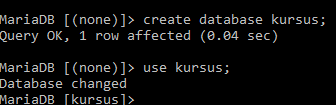 MariaDB [(none)]> create database kursus;
Query OK, 1 row affected (0.04 sec)
MariaDB [(none)]> use kursus;
Database changed
MariaDB [kursus]>